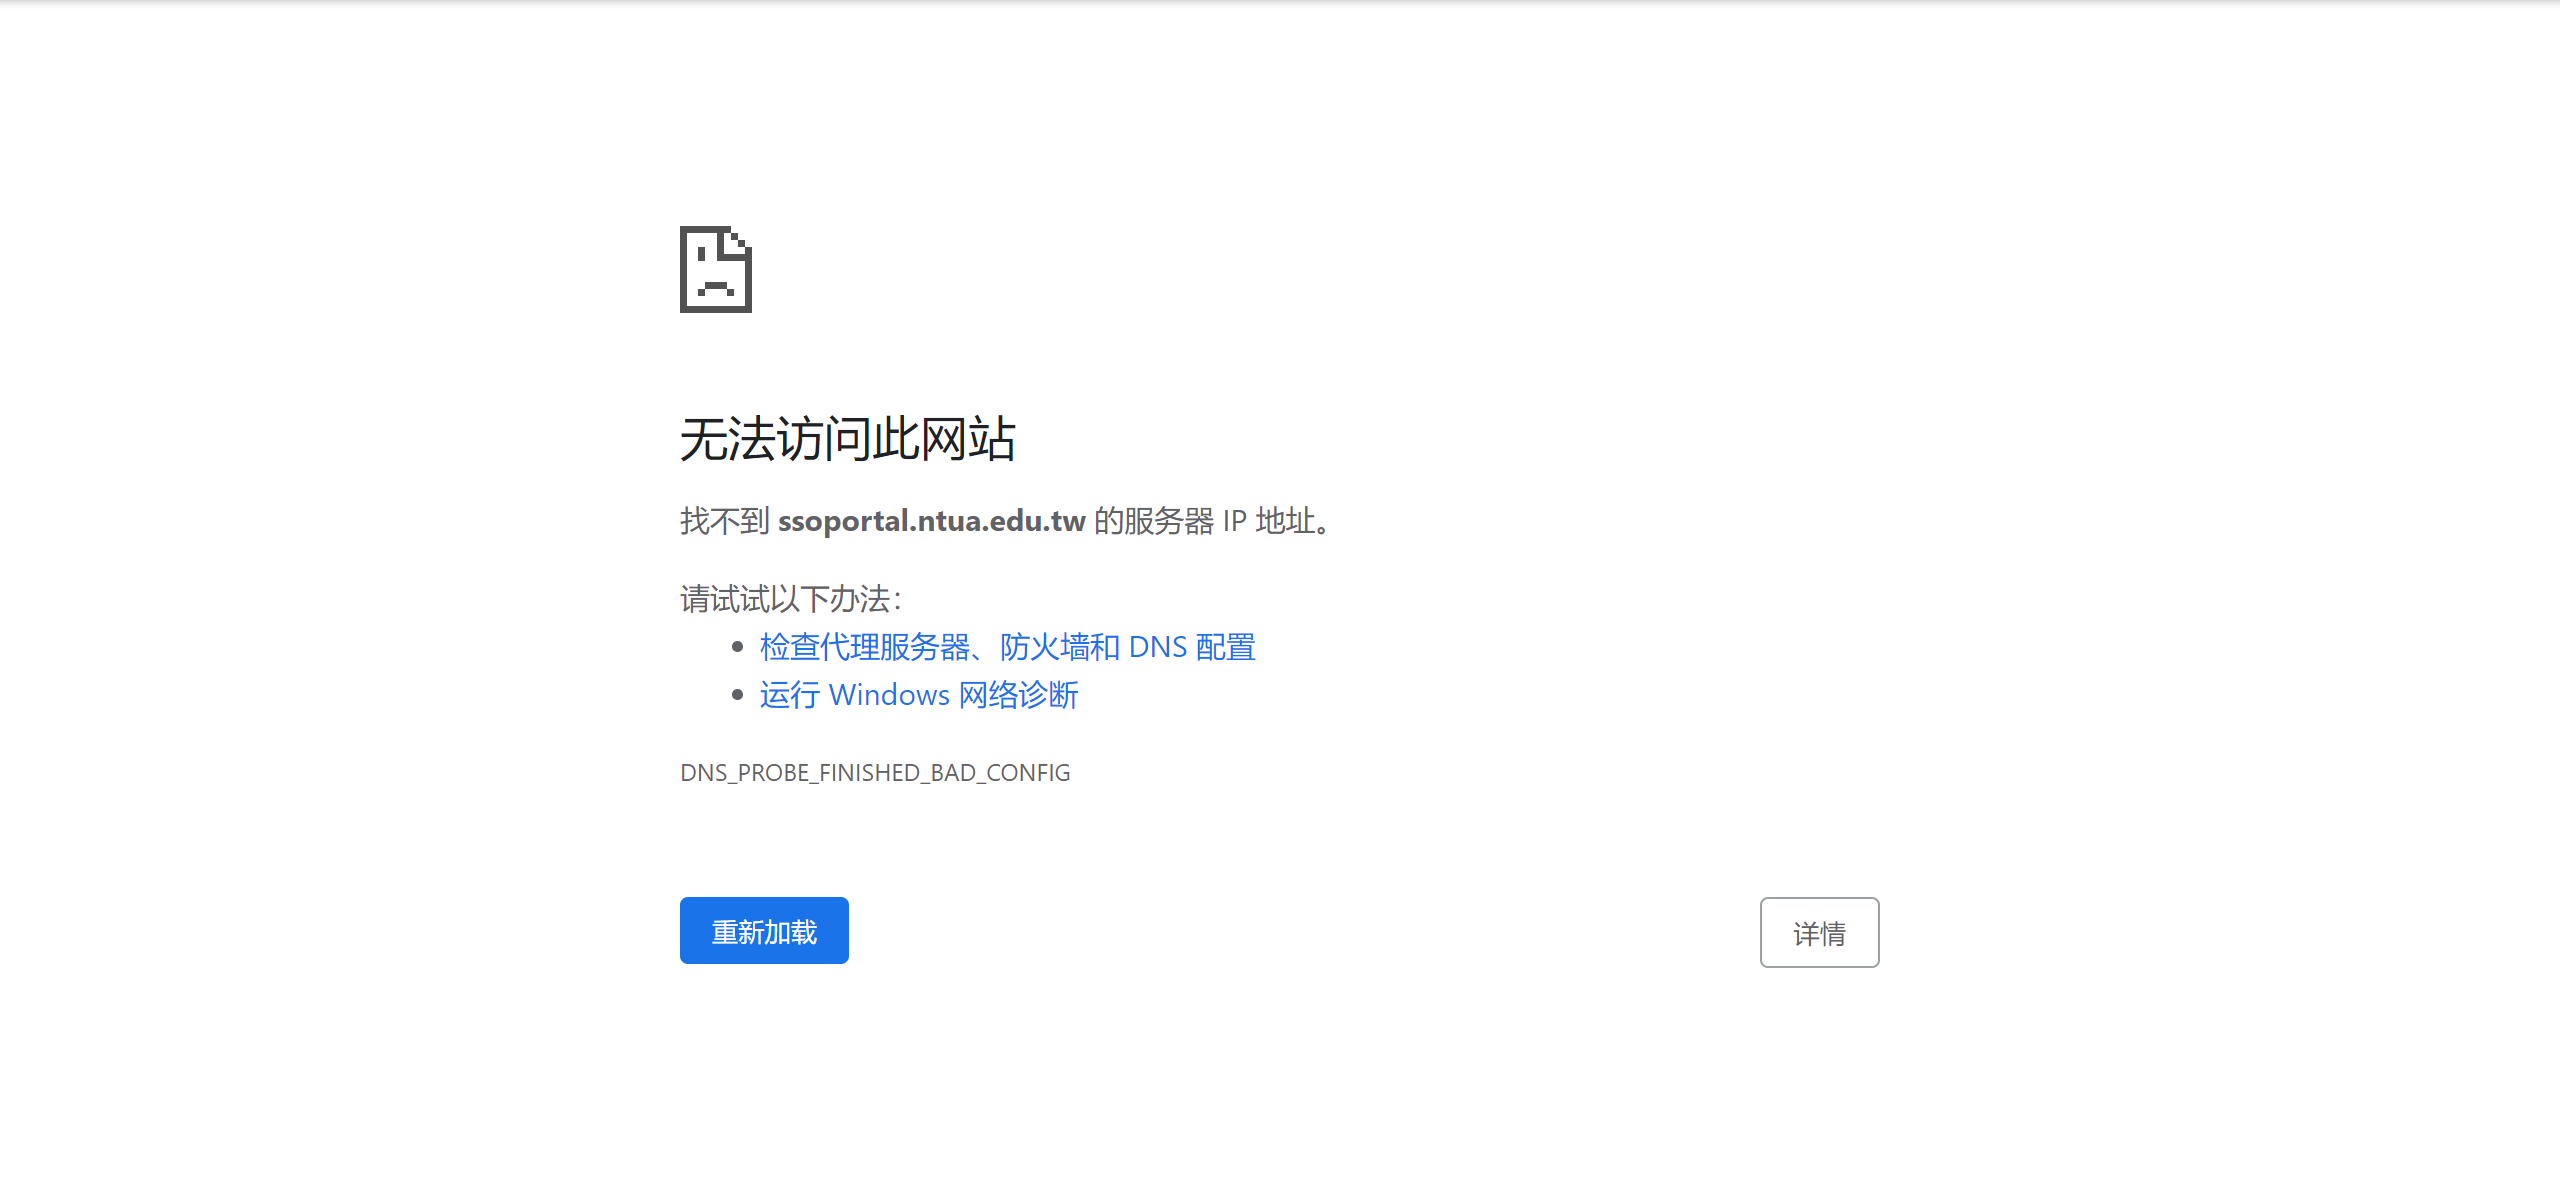 无法访问此网站
找不到 ssoportal.ntua.edu.tw 的服务器 IP 地址。
请试试以下办法：
检查代理服务器、防火墙和 DNS 配置
运行 Windows 网络诊断
DNS_PROBE_FINISHED_BAD_CONFIG
重新加载
详情